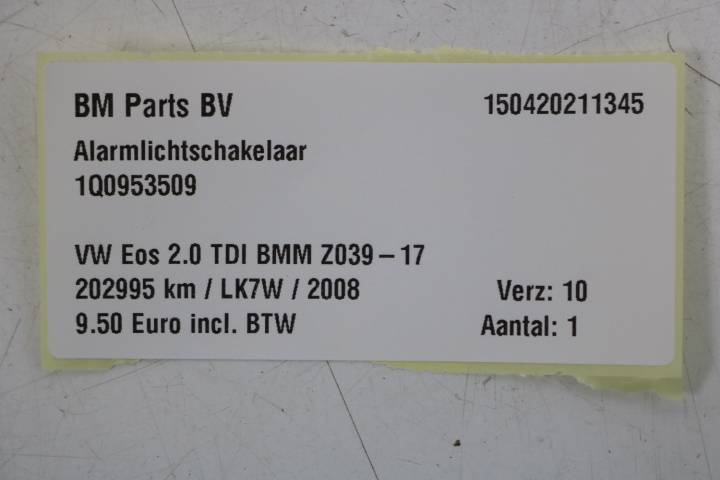 BM Parts BV 150420211345
Alarmlichtschakelaar
1Q0953509
VW Eos 2.0 TDI BMM Z039-17
202995 km / LK7W / 2008 Verz: 10
9.50 Euro incl. BTW Aantal: 1